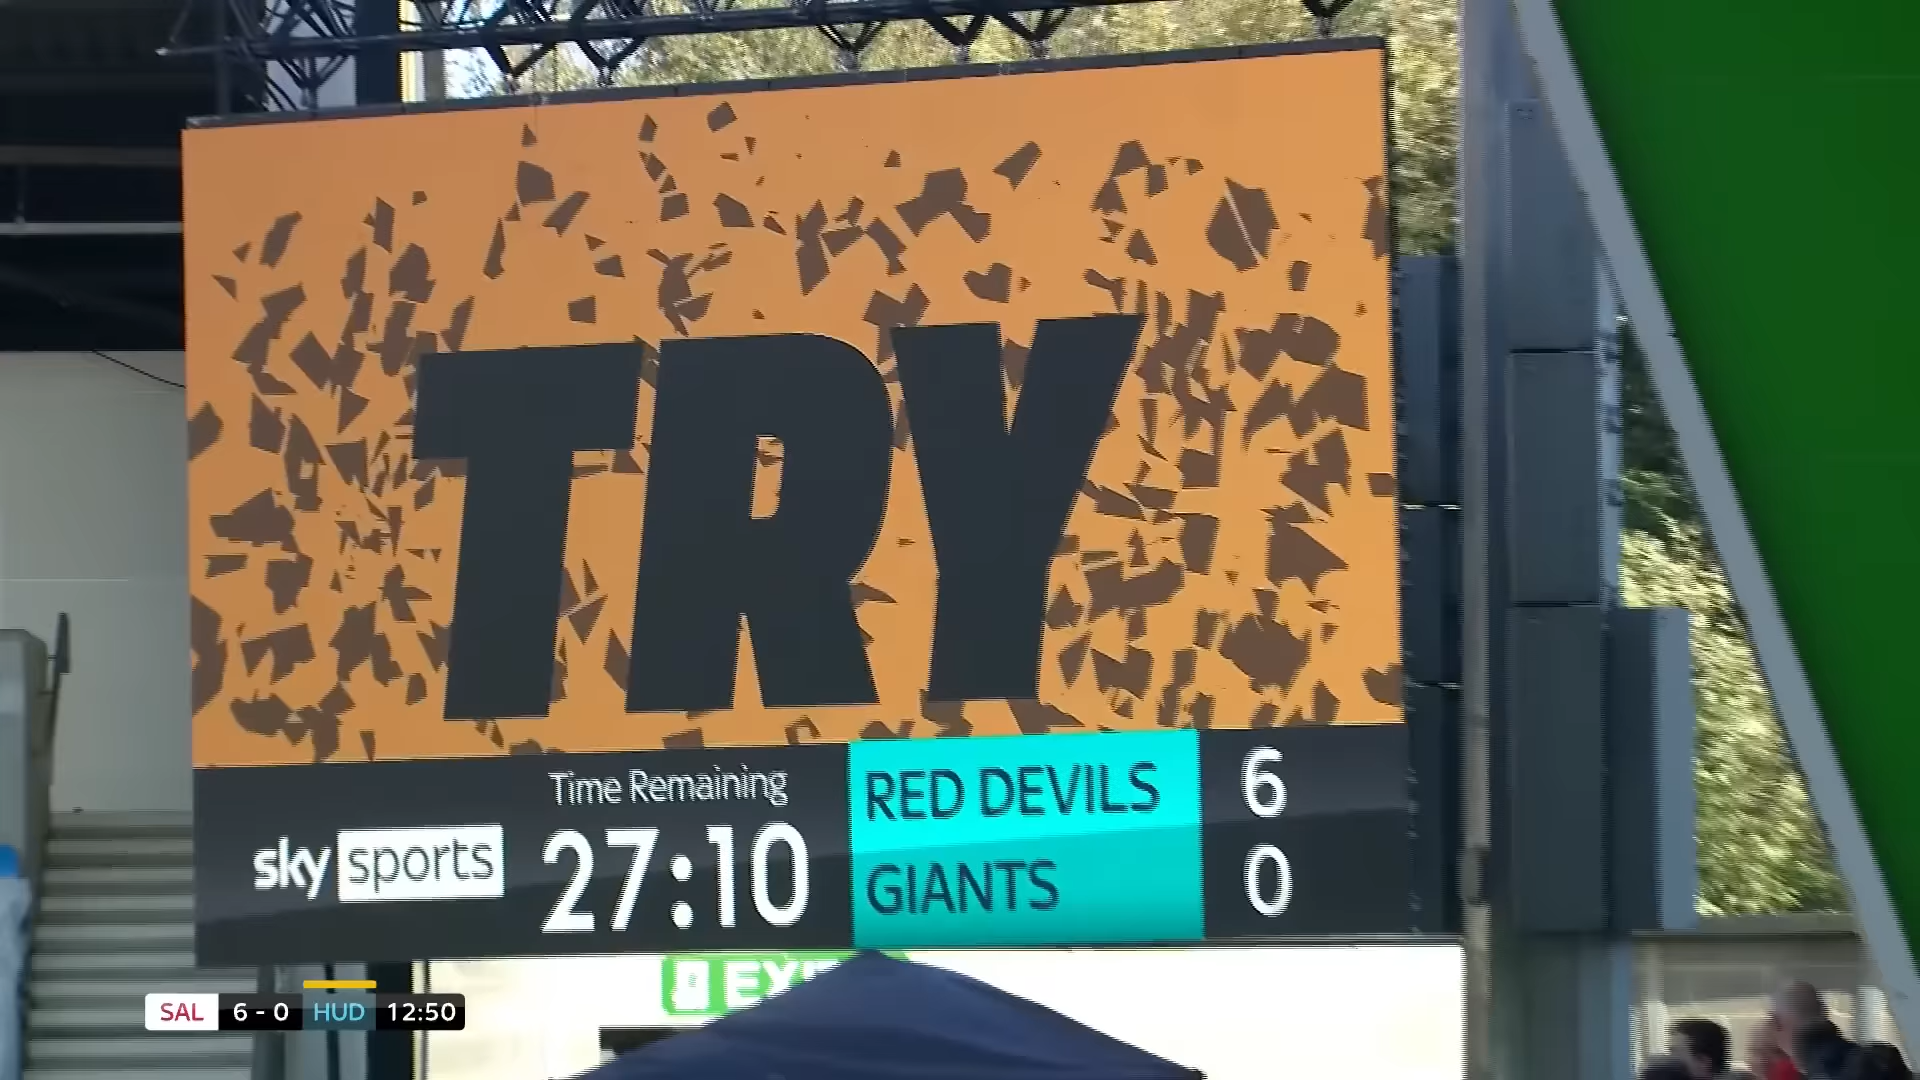 TRY
Time Remaining
sky sports
27:10
RED DEVILS 6
GIANTS 0
SAL 6 - 0 HUD 12:50